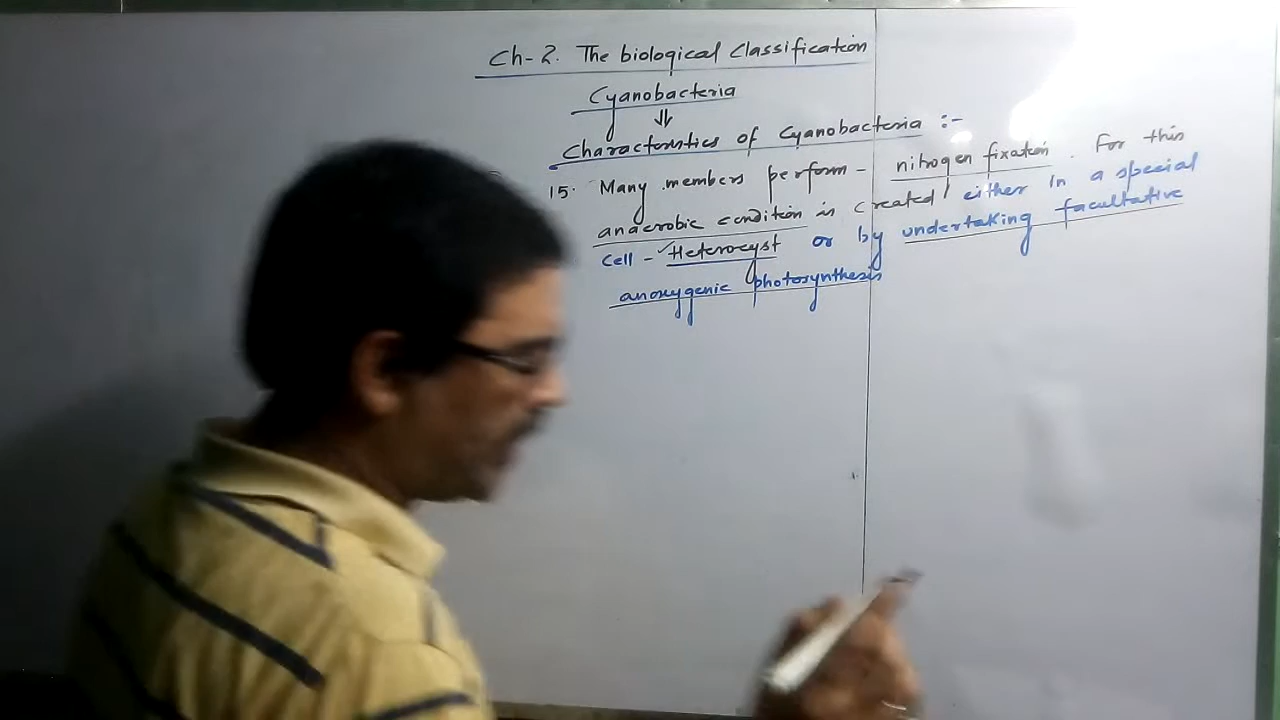 Ch-2. The biological classification
Cyanobacteria
⇓
Characteristics of Cyanobacteria :-
15. Many members perform - nitrogen fixation. For this
anaerobic condition is created either in a special
cell - Heterocyst or by undertaking facultative
anoxygenic photosynthesis